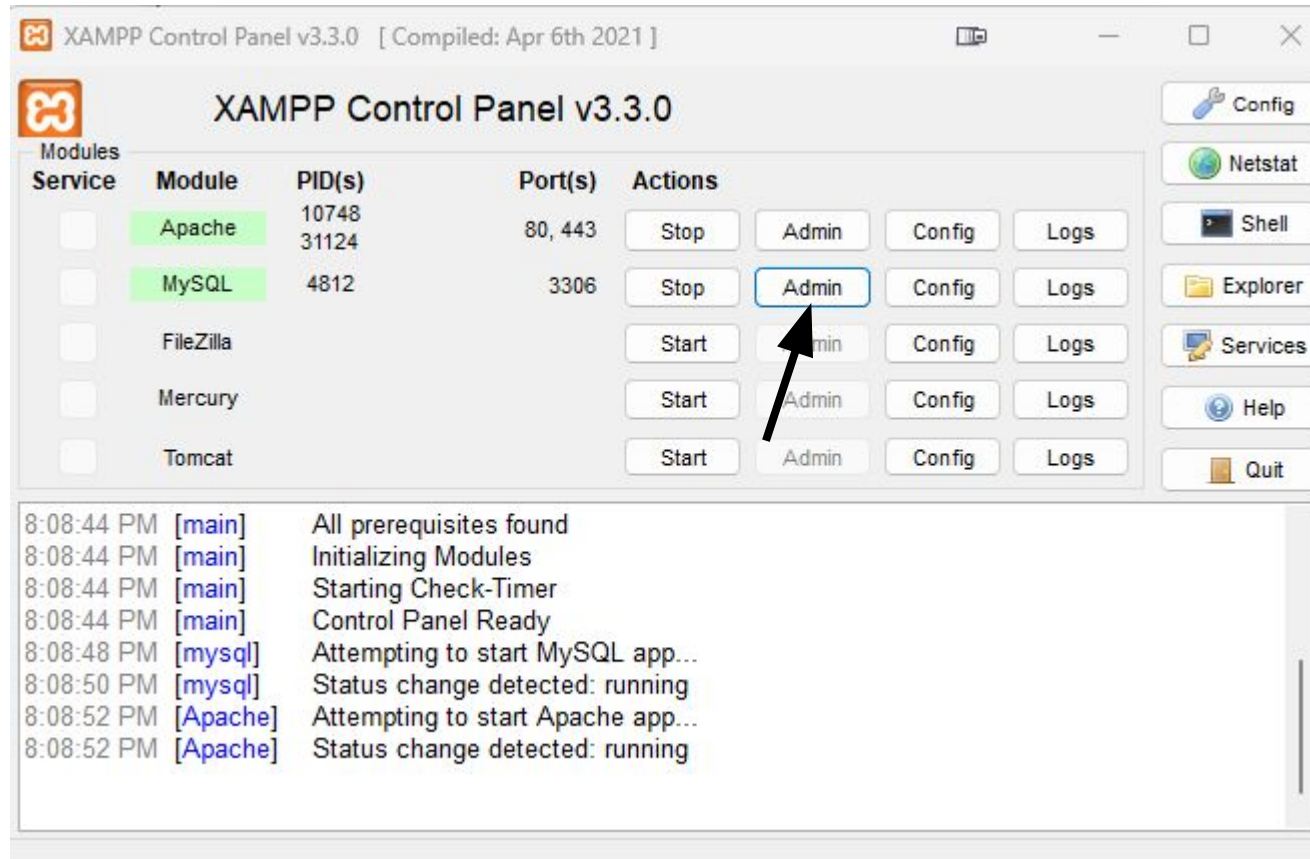 XAMPP Control Panel v3.3.0 [ Compiled: Apr 6th 2021 ]
XAMPP Control Panel v3.3.0
Config
Modules
Netstat
Service Module PID(s) Port(s) Actions
Apache 10748 31124 80, 443 Stop Admin Config Logs
Shell
MySQL 4812 3306 Stop Admin Config Logs
Explorer
FileZilla Start Config Logs
Services
Mercury Start Admin Config Logs
Help
Tomcat Start Admin Config Logs
Quit
8:08:44 PM [main] All prerequisites found
8:08:44 PM [main] Initializing Modules
8:08:44 PM [main] Starting Check-Timer
8:08:44 PM [main] Control Panel Ready
8:08:48 PM [mysql] Attempting to start MySQL app...
8:08:50 PM [mysql] Status change detected: running
8:08:52 PM [Apache] Attempting to start Apache app...
8:08:52 PM [Apache] Status change detected: running